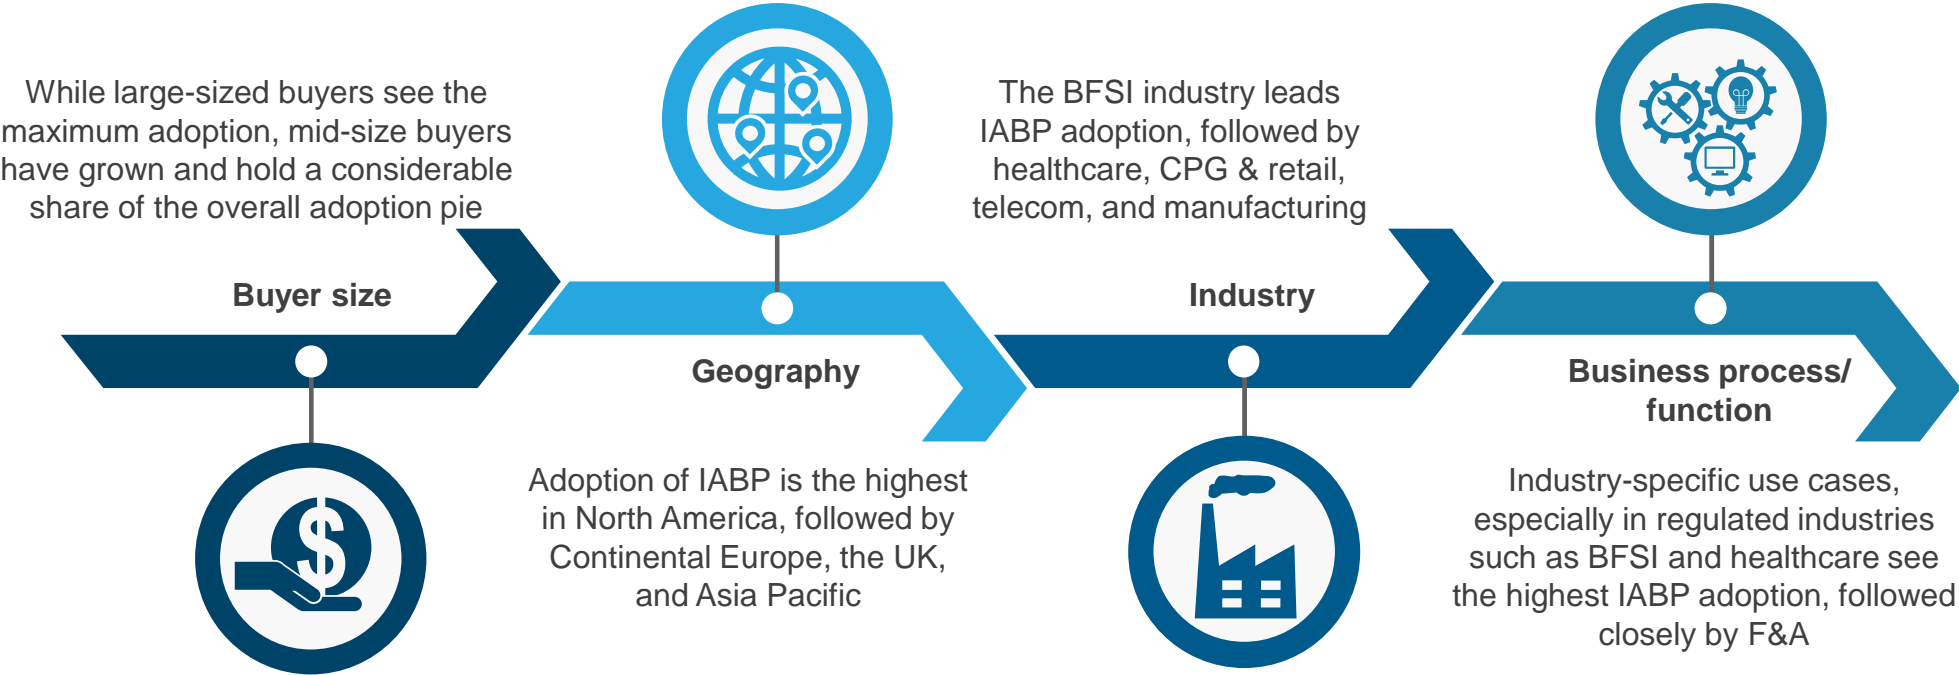 While large-sized buyers see the
maximum adoption, mid-size buyers
have grown and hold a considerable
share of the overall adoption pie
Buyer size
$
Geography
Adoption of IABP is the highest
in North America, followed by
Continental Europe, the UK,
and Asia Pacific
The BFSI industry leads
IABP adoption, followed by
healthcare, CPG & retail,
telecom, and manufacturing
Industry
Business process/
function
Industry-specific use cases,
especially in regulated industries
such as BFSI and healthcare see
the highest IABP adoption, followed
closely by F&A